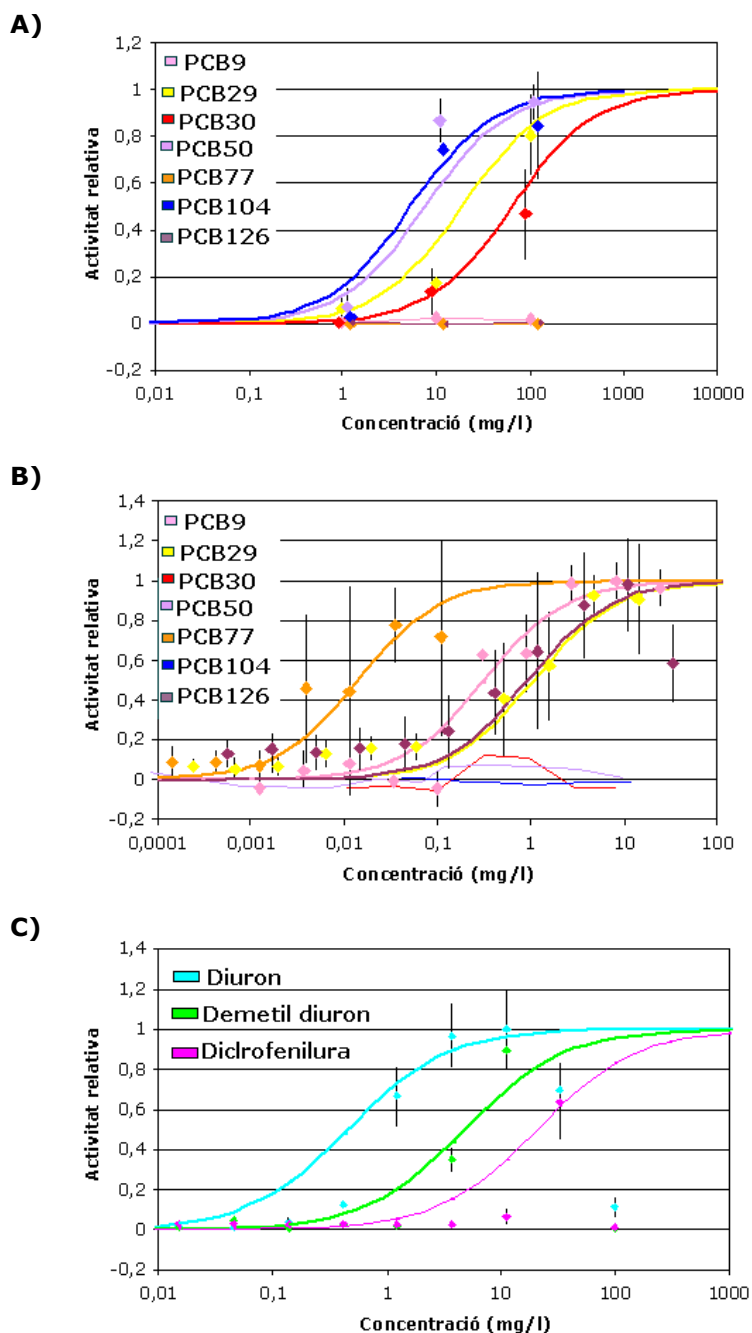 A)
1,2
1
0,8
0,6
0,4
0,2
0
-0,2
Activitat relativa
PCB9
PCB29
PCB30
PCB50
PCB77
PCB104
PCB126
0,01 0,1 1 10 100 1000 10000
Concentració (mg/l)
B)
1,4
1,2
1
0,8
0,6
0,4
0,2
0
-0,2
Activitat relativa
PCB9
PCB29
PCB30
PCB50
PCB77
PCB104
PCB126
0,0001 0,001 0,01 0,1 1 10 100
Concentració (mg/l)
C)
1,4
1,2
1
0,8
0,6
0,4
0,2
0
-0,2
Activitat relativa
Diuron
Demetil diuron
Diclrofenilura
0,01 0,1 1 10 100 1000
Concentració (mg/l)